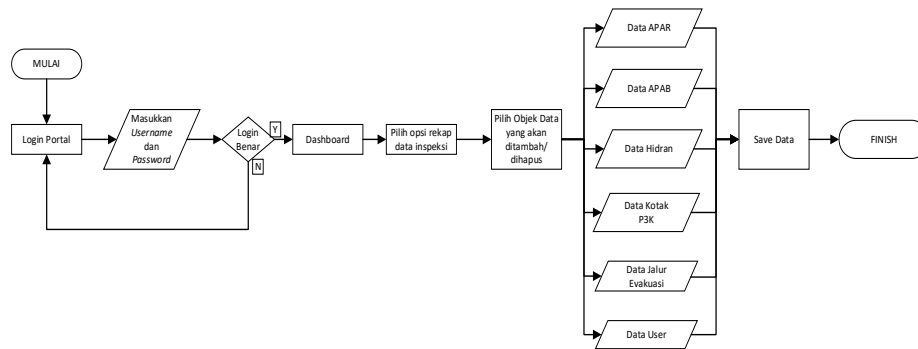 MULAI
Login Portal
Masukkan
Username
dan
Password
Login
Benar
Y
N
Dashboard
Pilih opsi rekap
data inspeksi
Pilih Objek Data
yang akan
ditambah/
dihapus
Data APAR
Data APAB
Data Hidran
Data Kotak
P3K
Data Jalur
Evakuasi
Data User
Save Data
FINISH